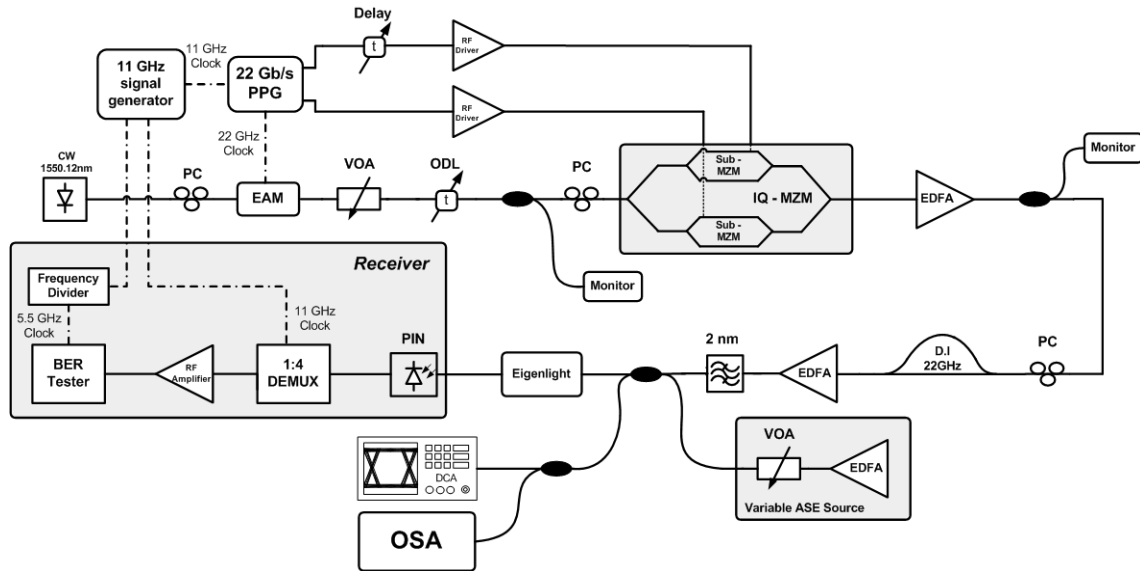 Delay
t
RF
Driver
11 GHz
Clock
11 GHz
signal
generator
22 Gb/s
PPG
RF
Driver
22 GHz
Clock
CW
1550.12nm
PC
EAM
VOA
ODL
t
PC
Sub -
MZM
IQ - MZM
Sub -
MZM
EDFA
Monitor
Monitor
Receiver
Frequency
Divider
5.5 GHz
Clock
11 GHz
Clock
BER
Tester
RF
Amplifier
1:4
DEMUX
PIN
Eigenlight
2 nm
EDFA
D.I
22GHz
PC
VOA
EDFA
Variable ASE Source
DCA
OSA